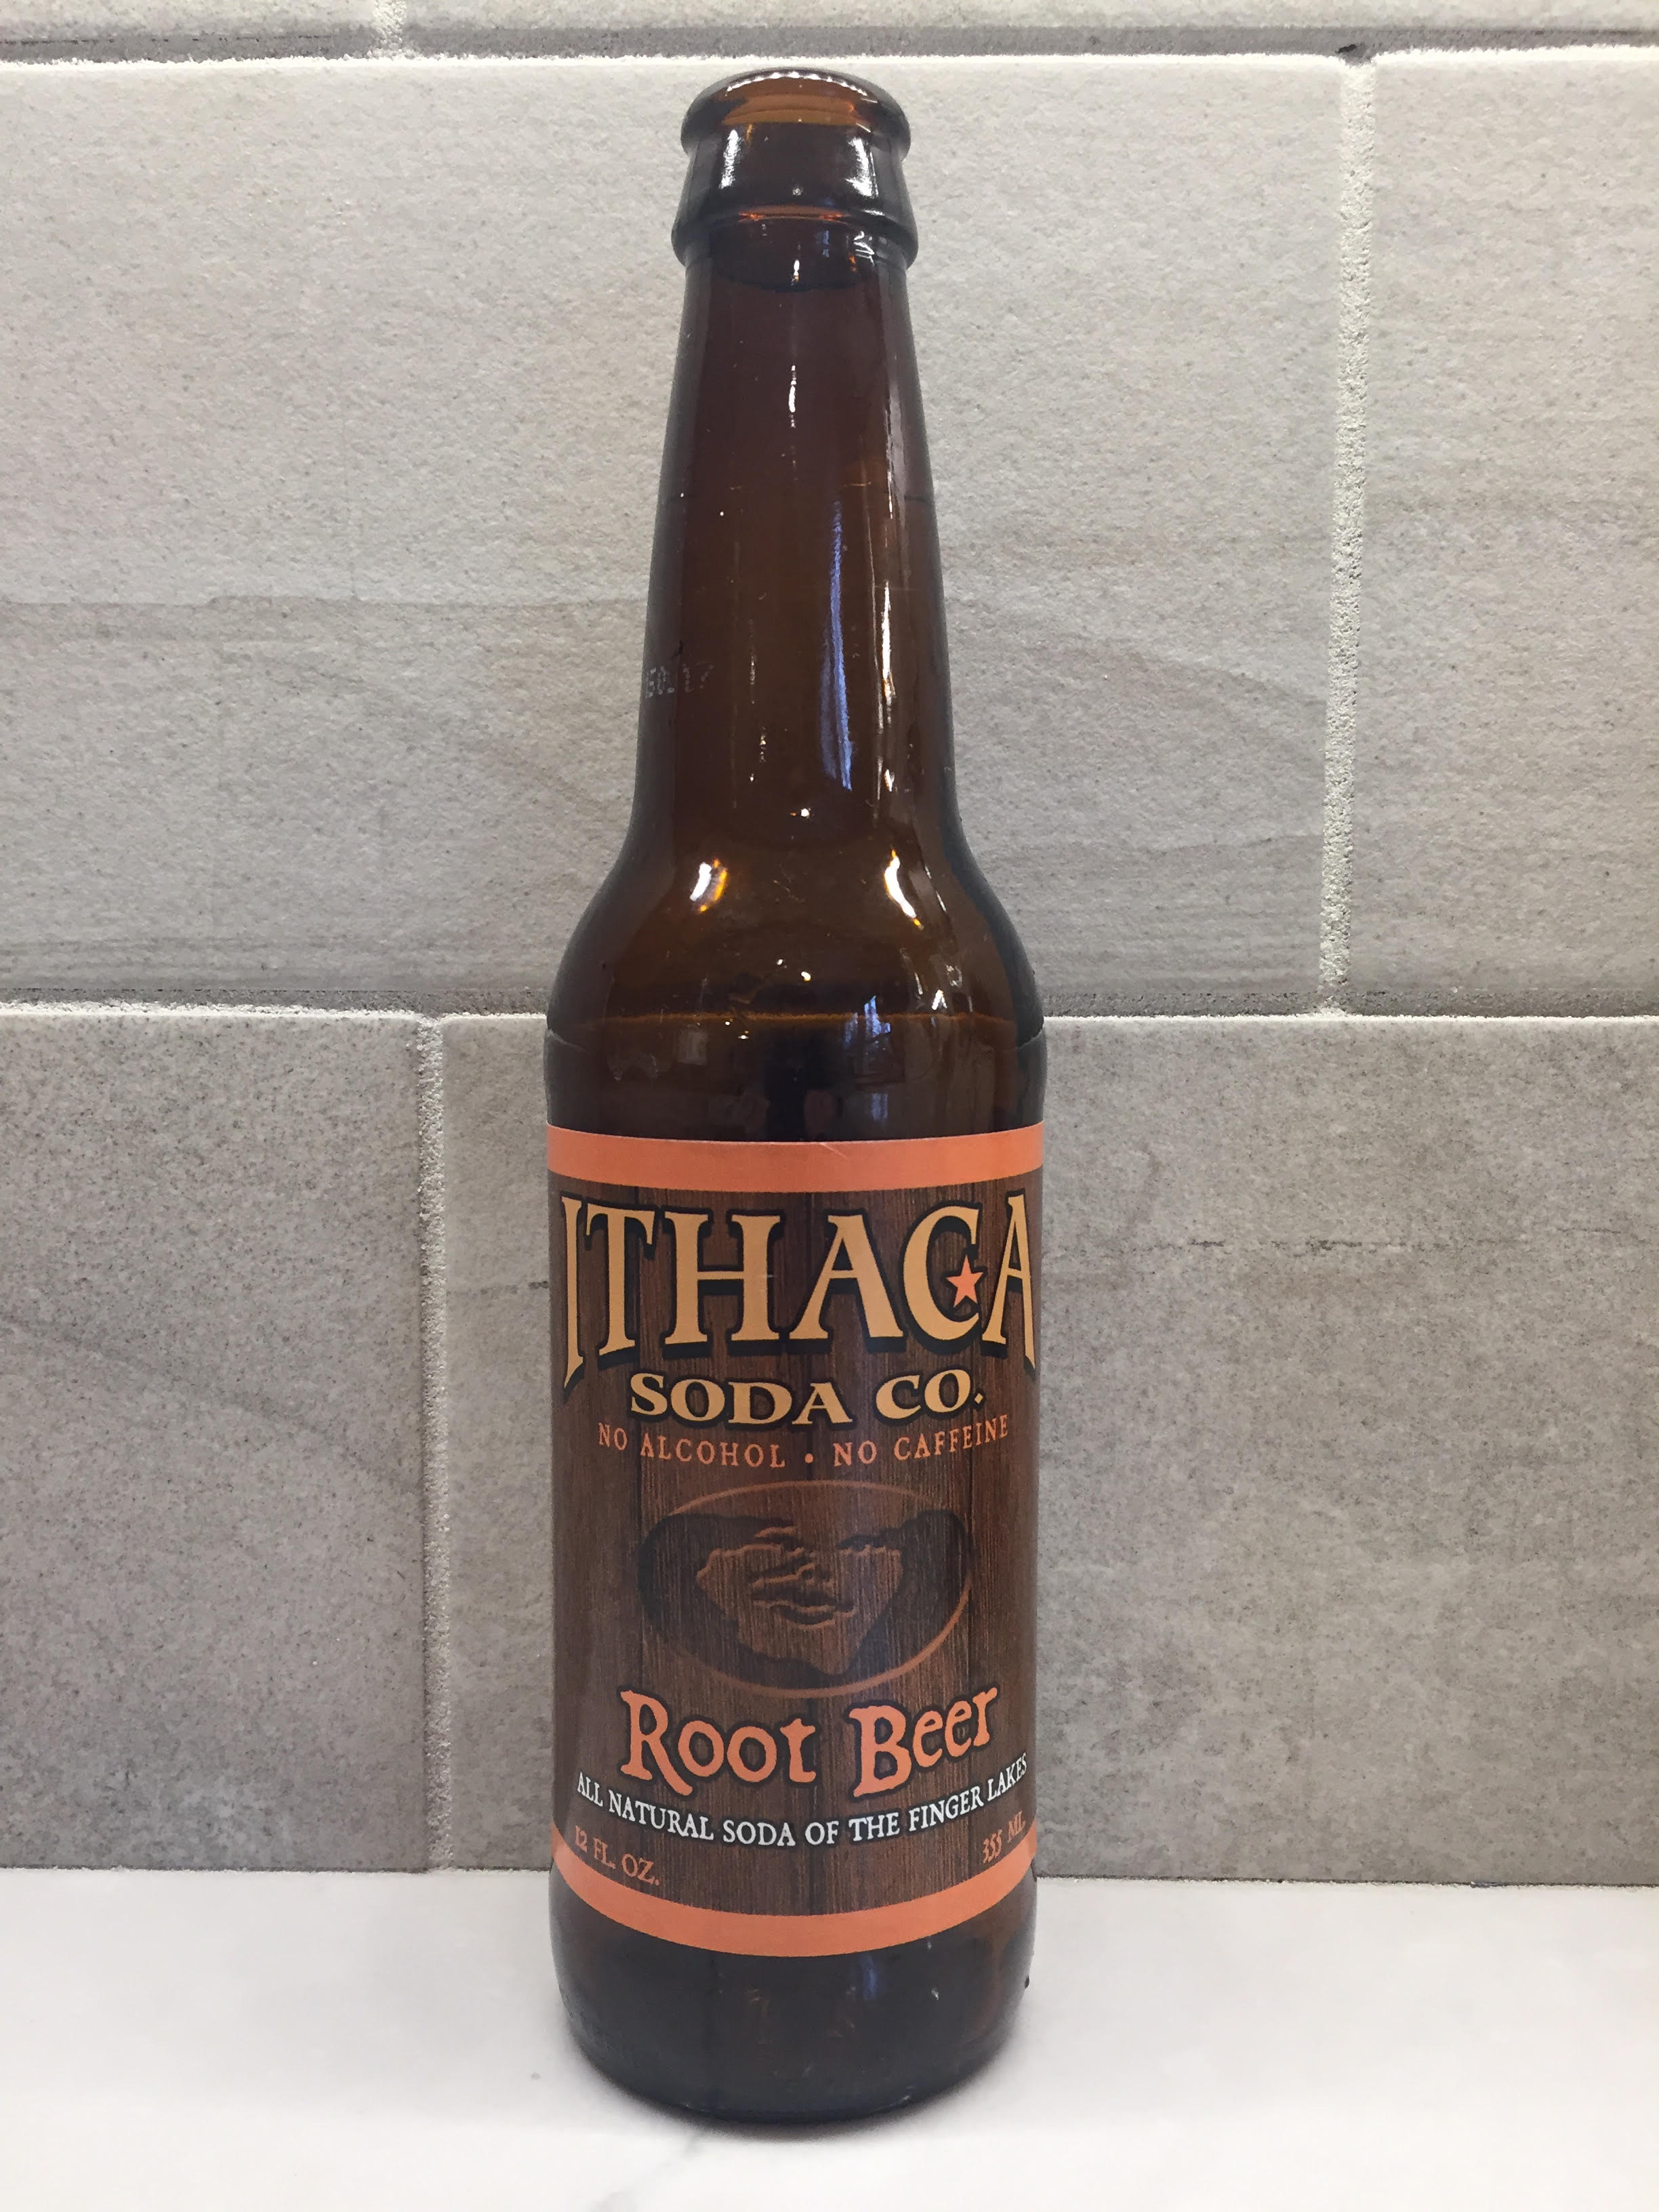 ITHACA
SODA CO.
NO ALCOHOL • NO CAFFEINE
Root Beer
ALL NATURAL SODA OF THE FINGER LAKES
12 FL. OZ.
355 ML